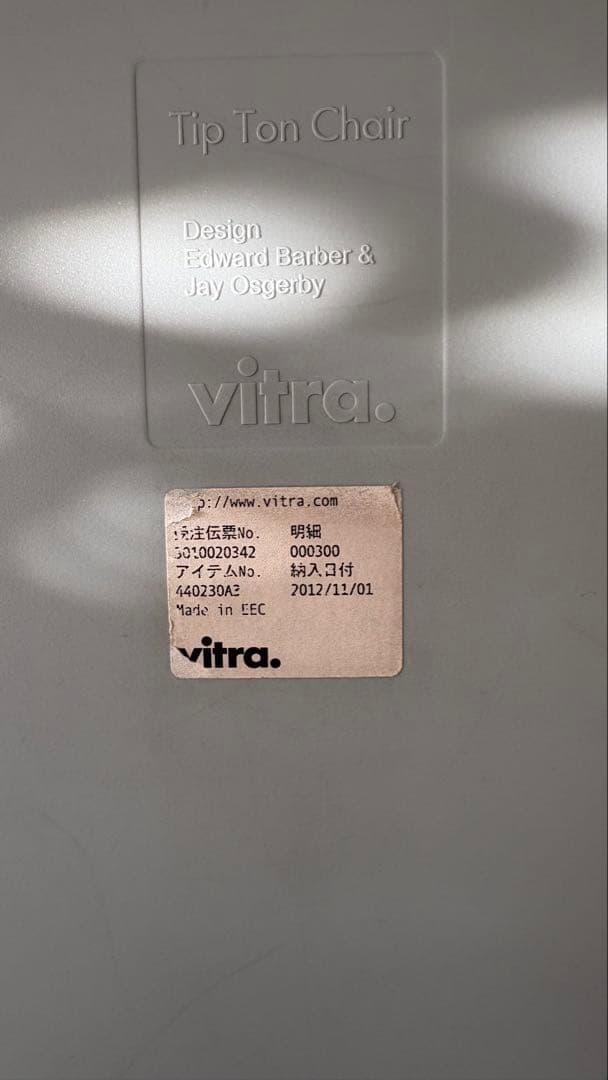 Tip Ton Chair
Design
Edward Barber &
Jay Osgerby
vitra.
p://www.vitra.com
受注伝票No. 明細
3010020342 000300
アイテムNo. 納入日付
440230A3 2012/11/01
Made in EEC
vitra.